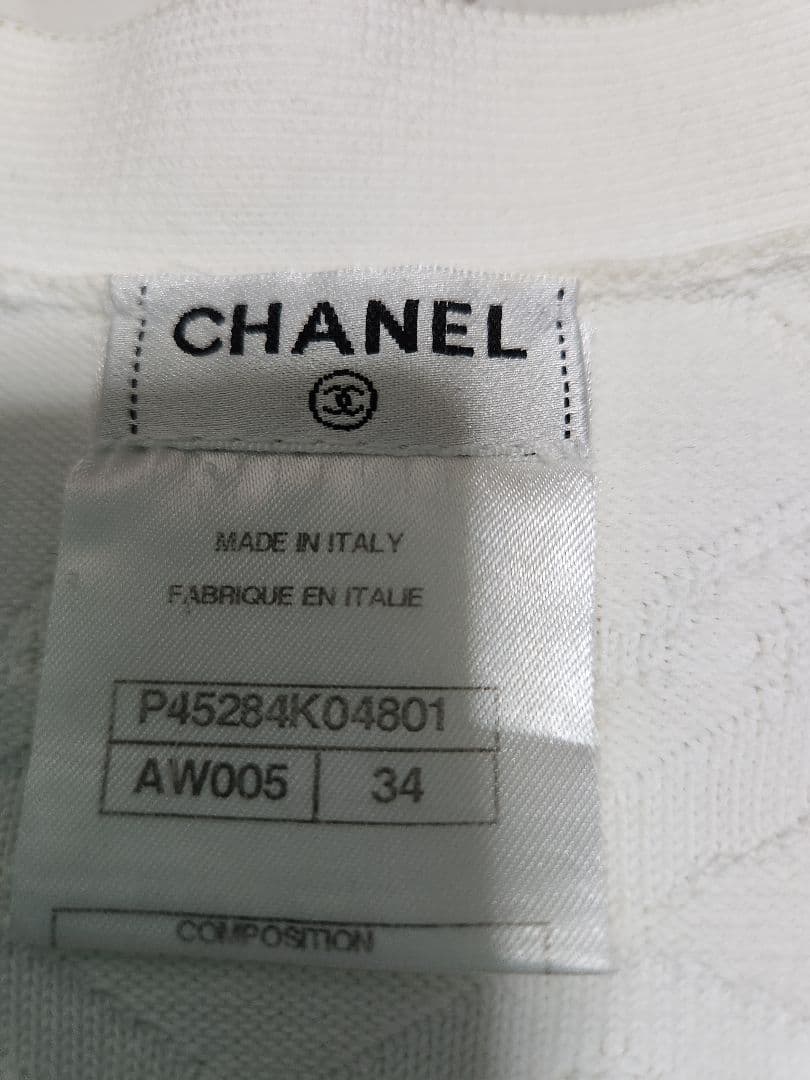 CHANEL
MADE IN ITALY
FABRIQUE EN ITALIE
P45284K04801
AW005 34
COMPOSITION